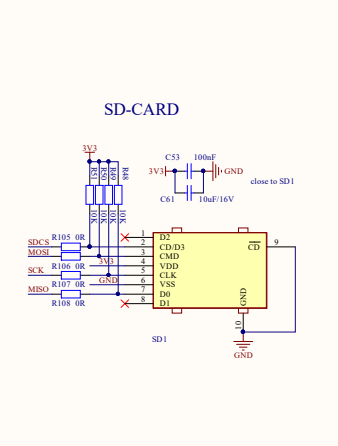 SD-CARD
3V3
C53 100nF
3V3 GND
close to SD1
C61 10uF/16V
R51 R50 R49 R48
10K 10K 10K 10K
R105 0R
SDCS
MOSI
R106 0R
3V3
SCK
R107 0R
GND
MISO
R108 0R
1 D2
2 CD/D3
3 CMD
4 VDD
5 CLK
6 VSS
7 D0
8 D1
CD 9
GND
10
SD1
GND